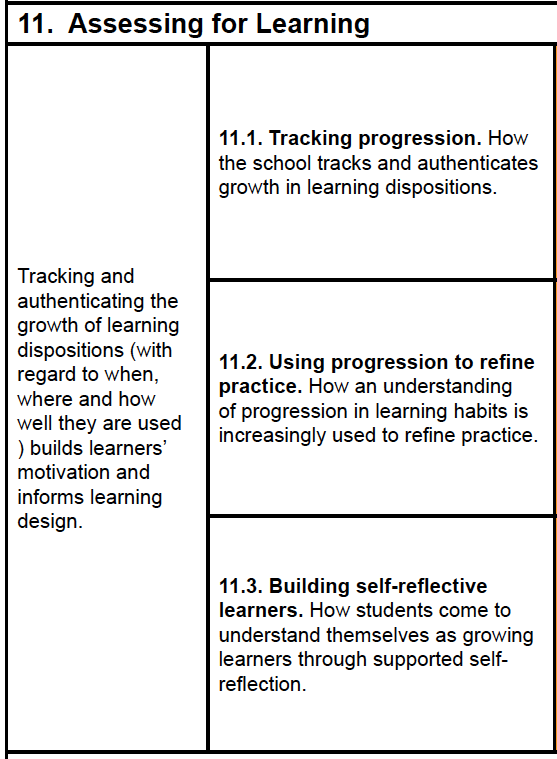 11. Assessing for Learning
Tracking and
authenticating the
growth of learning
dispositions (with
regard to when,
where and how
well they are used
) builds learners’
motivation and
informs learning
design.
11.1. Tracking progression. How
the school tracks and authenticates
growth in learning dispositions.
11.2. Using progression to refine
practice. How an understanding
of progression in learning habits is
increasingly used to refine practice.
11.3. Building self-reflective
learners. How students come to
understand themselves as growing
learners through supported self-
reflection.